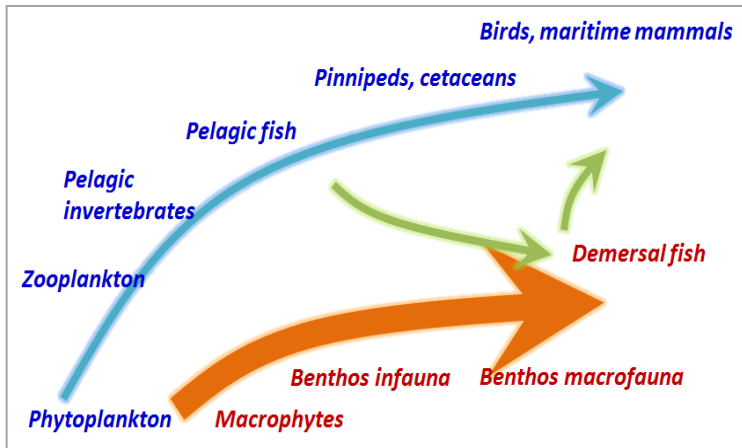 Birds, maritime mammals
Pinnipeds, cetaceans
Pelagic fish
Pelagic
invertebrates
Demersal fish
Zooplankton
Benthos infauna
Benthos macrofauna
Phytoplankton
Macrophytes